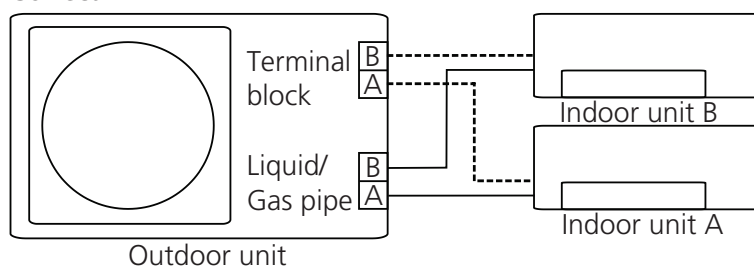 Terminal
block
B
A
Liquid/
Gas pipe
B
A
Outdoor unit
Indoor unit B
Indoor unit A